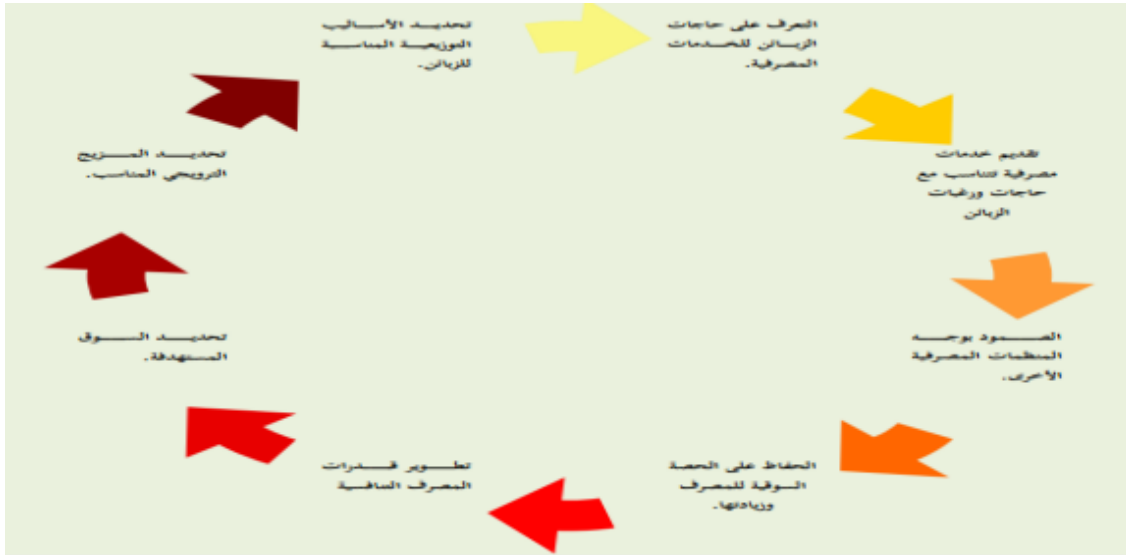 التعرف على حاجات
الزبائن للخدمات
المصرفية.
تقديم خدمات
مصرفية تتناسب مع
حاجات ورغبات
الزبائن
الصمود بوجه
المنظمات المصرفية
الأخرى.
الحفاظ على الحصة
السوقية للمصرف
وزيادتها.
تطوير قدرات
المصرف التنافسية
تحديد السوق
المستهدفة.
تحديد المزيج
الترويجي المناسب.
تحديد الأساليب
التوزيعية المناسبة
للزبائن.